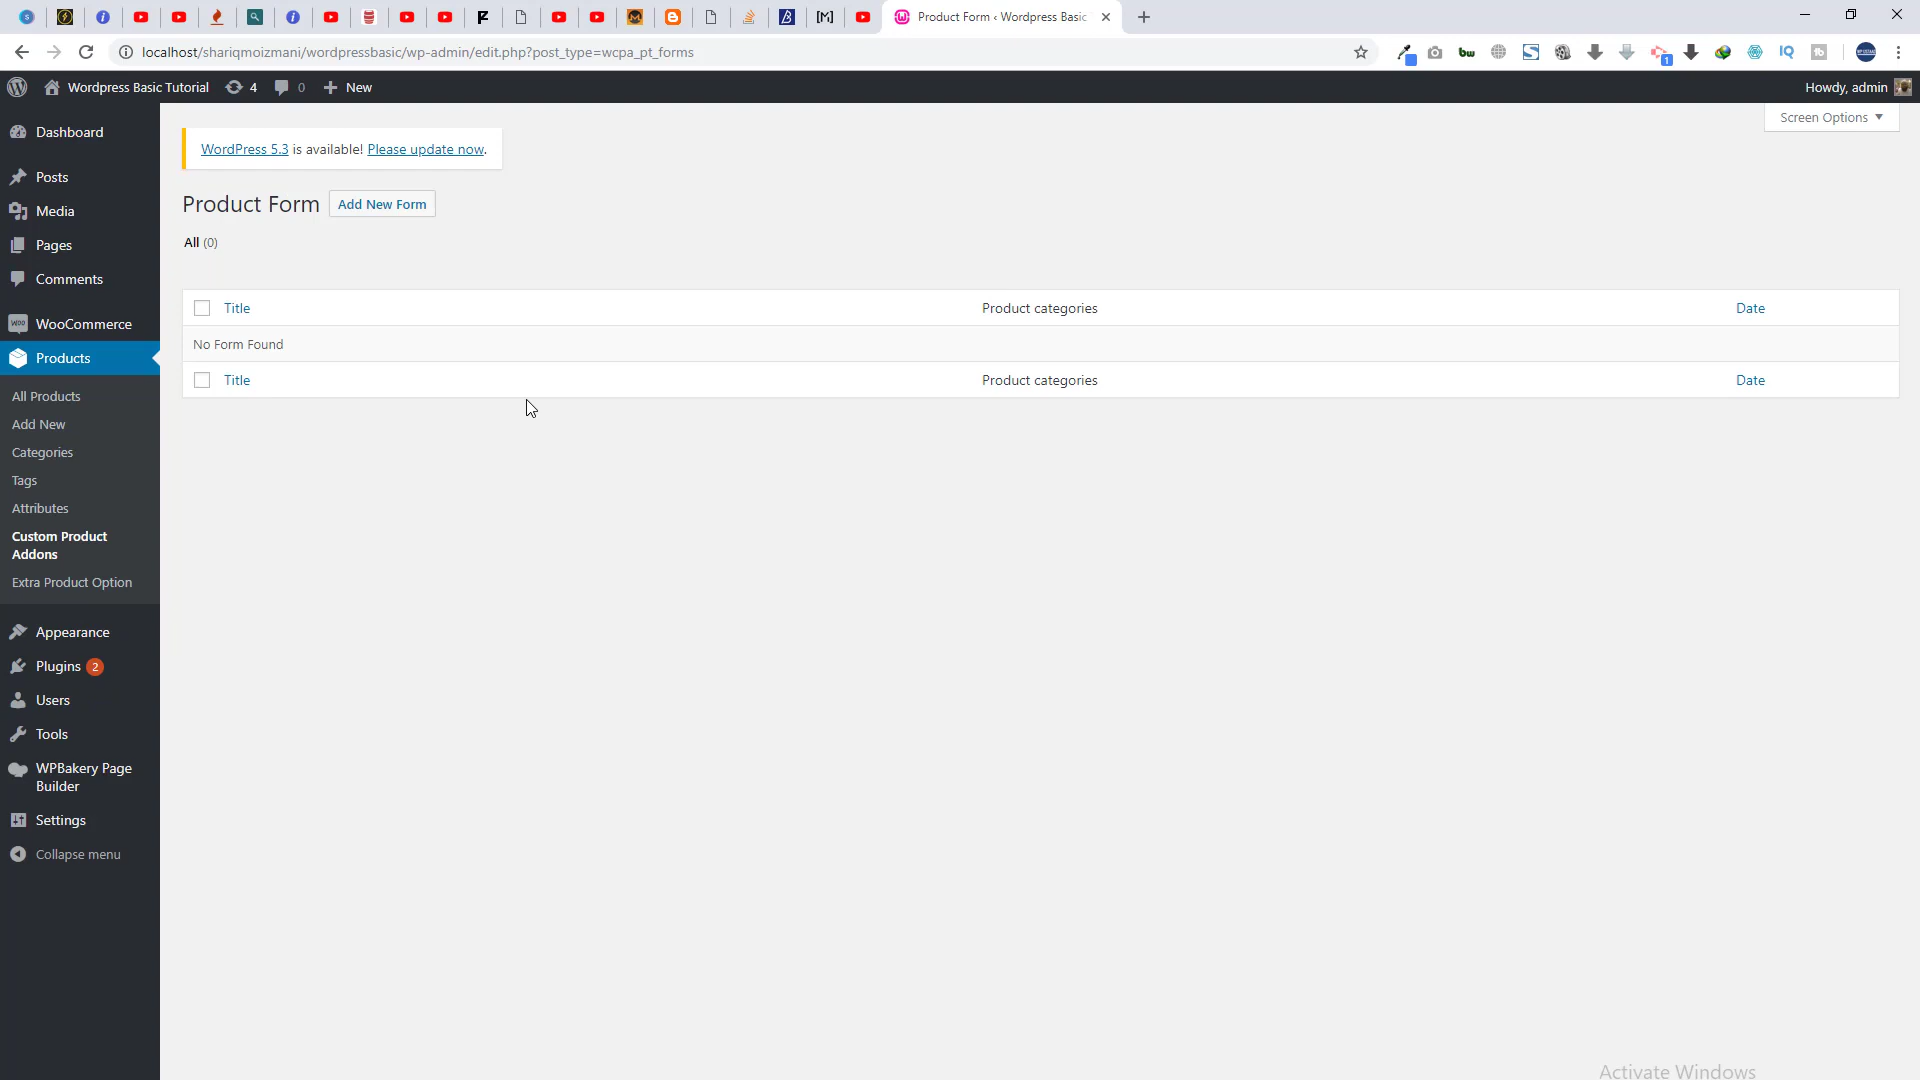 Product Form ‹ Wordpress Basic
localhost/shariqmoizmani/wordpressbasic/wp-admin/edit.php?post_type=wcpa_pt_forms
Wordpress Basic Tutorial 4 0 New
Howdy, admin
Screen Options
Dashboard
Posts
Media
Pages
Comments
WooCommerce
Products
All Products
Add New
Categories
Tags
Attributes
Custom Product
Addons
Extra Product Option
Appearance
Plugins 2
Users
Tools
WPBakery Page
Builder
Settings
Collapse menu
WordPress 5.3 is available! Please update now.
Product Form Add New Form
All (0)
Title Product categories Date
No Form Found
Title Product categories Date
Activate Windows